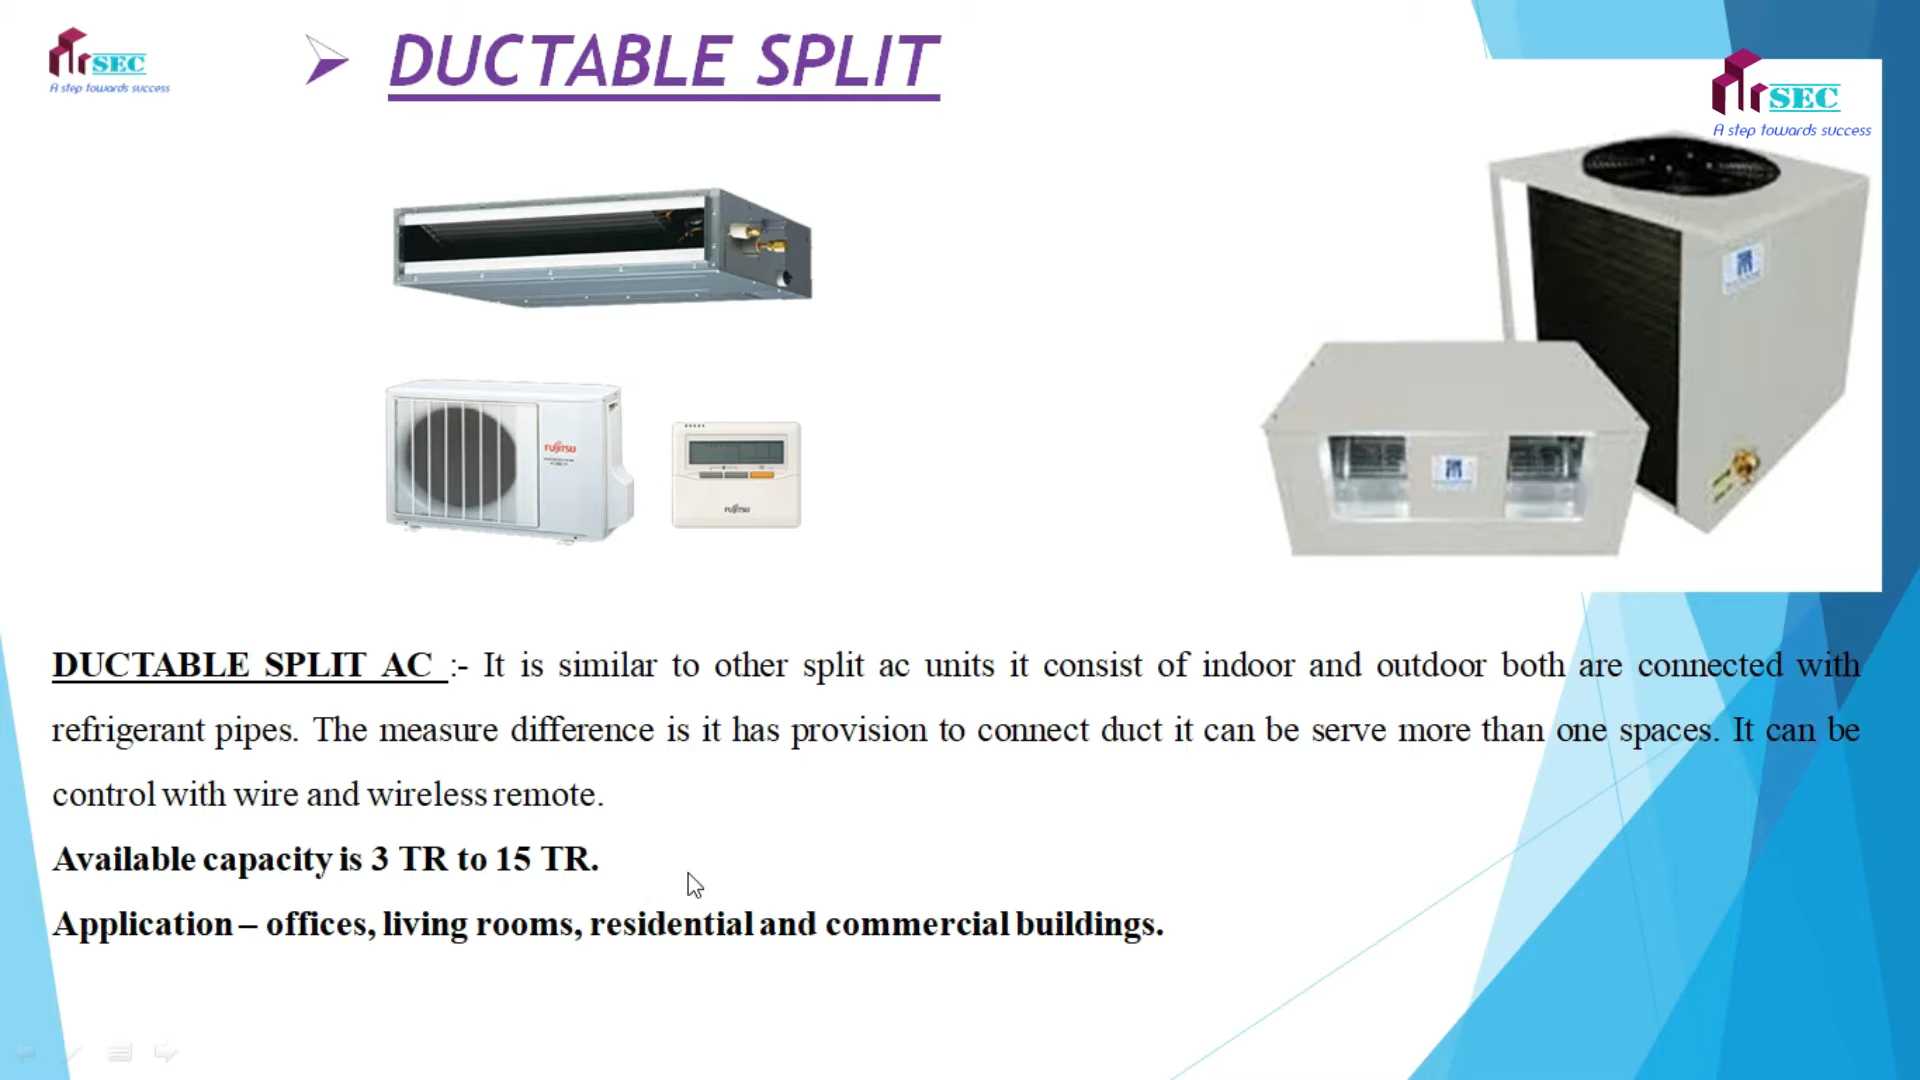 SEC
A step towards success
DUCTABLE SPLIT
SEC
A step towards success
FUJITSU
FUJITSU
DUCTABLE SPLIT AC :- It is similar to other split ac units it consist of indoor and outdoor both are connected with
refrigerant pipes. The measure difference is it has provision to connect duct it can be serve more than one spaces. It can be
control with wire and wireless remote.
Available capacity is 3 TR to 15 TR.
Application – offices, living rooms, residential and commercial buildings.